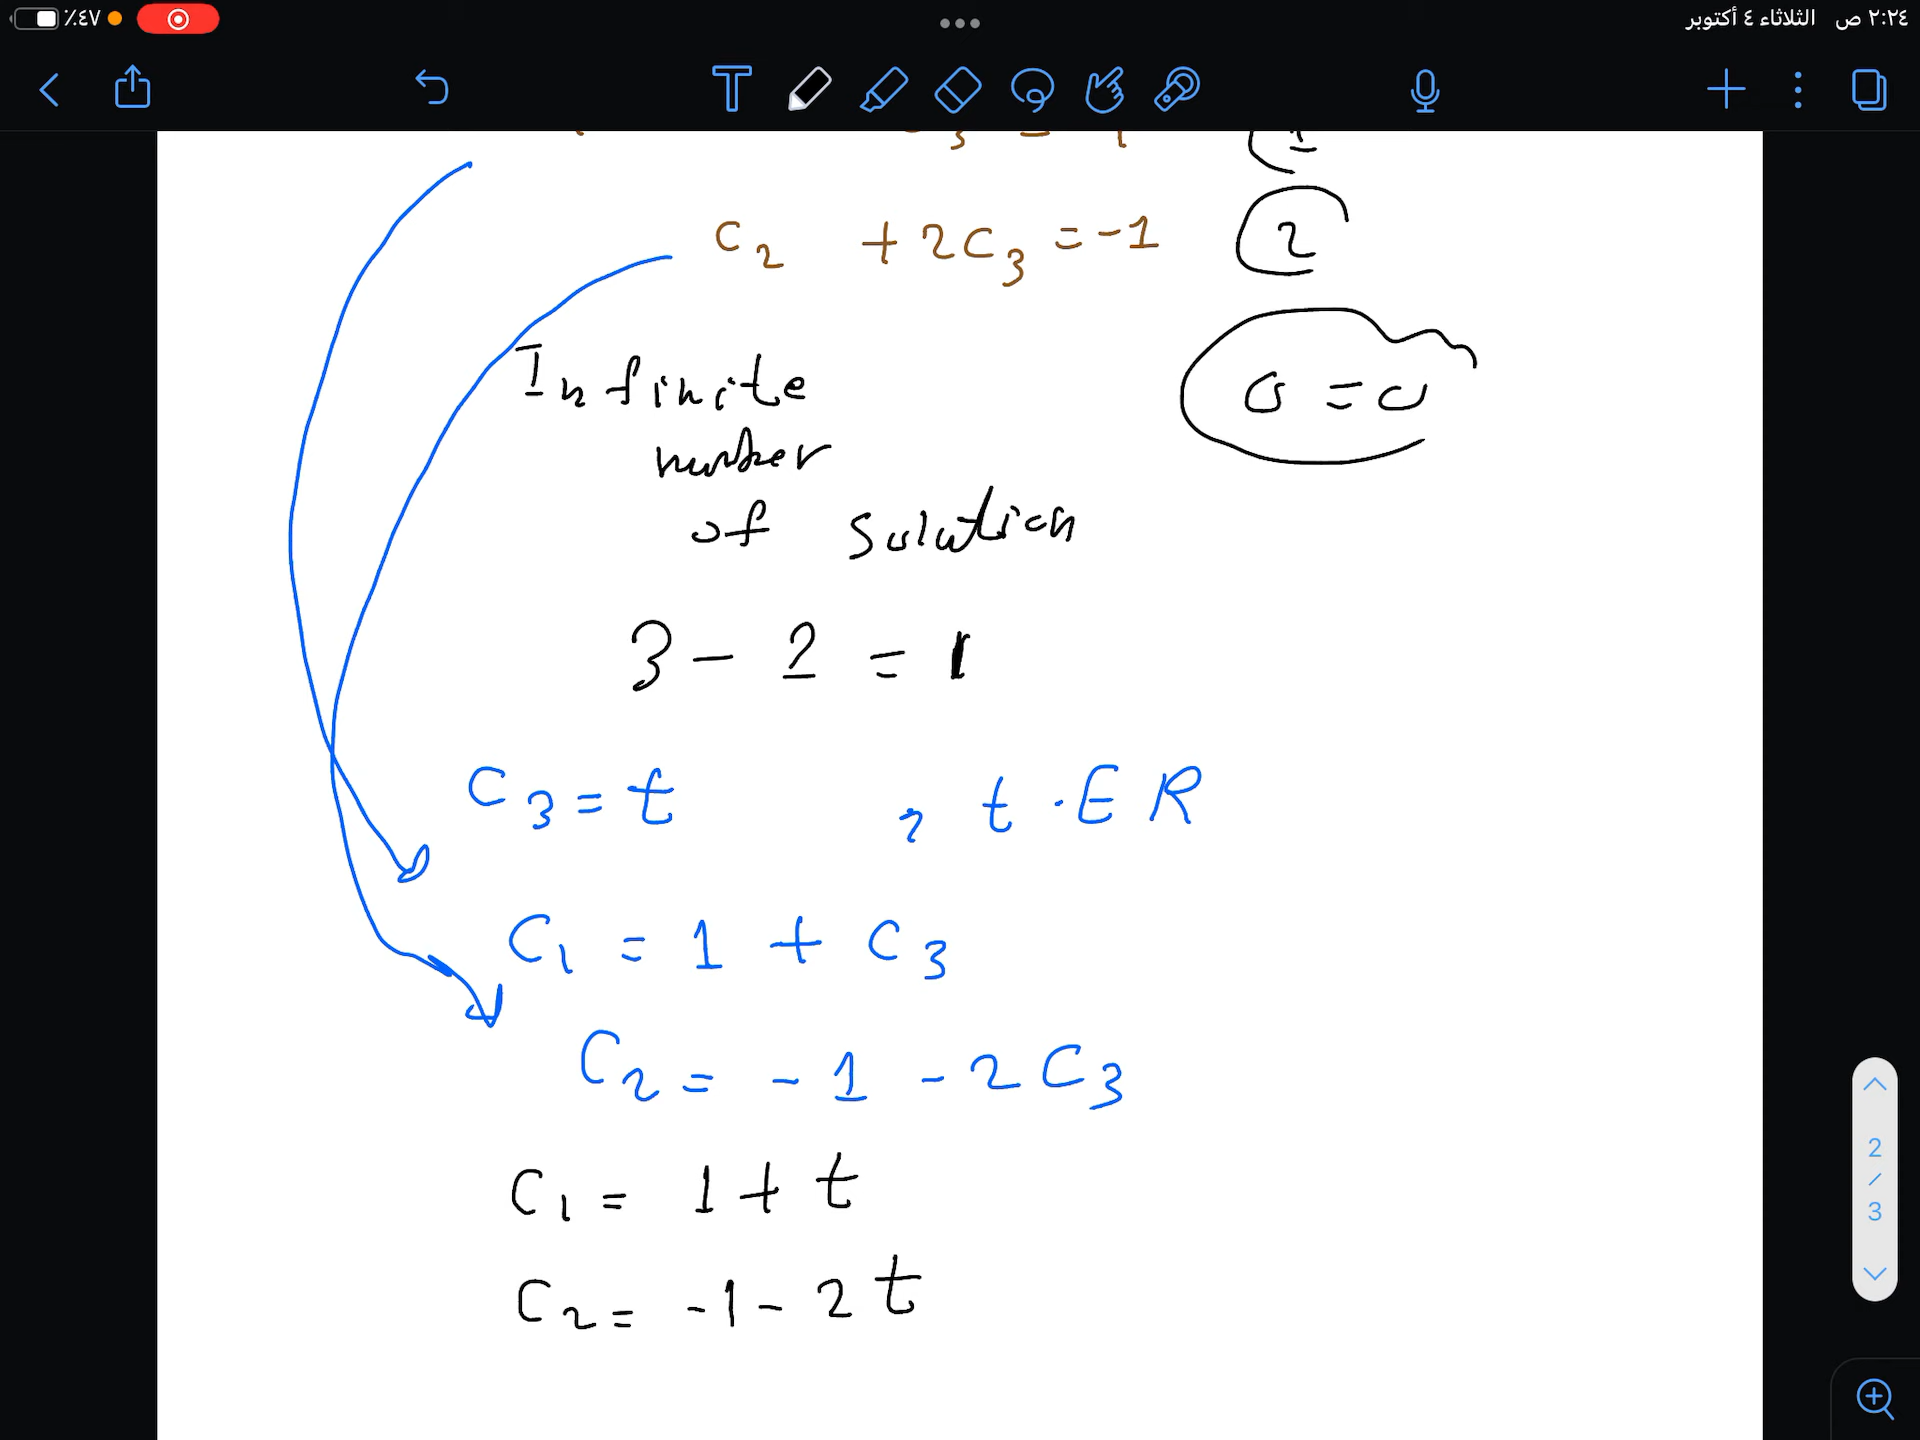 ٪٤٧
٢:٢٤ ص الثلاثاء ٤ أكتوبر
T
c₂ + 2c₃ = -1 2
Infinite
0 = 0
number
of solution
3 - 2 = 1
c₃ = t , t ∈ R
c₁ = 1 + c₃
c₂ = -1 - 2c₃
c₁ = 1 + t
c₂ = -1 - 2t
2
/
3